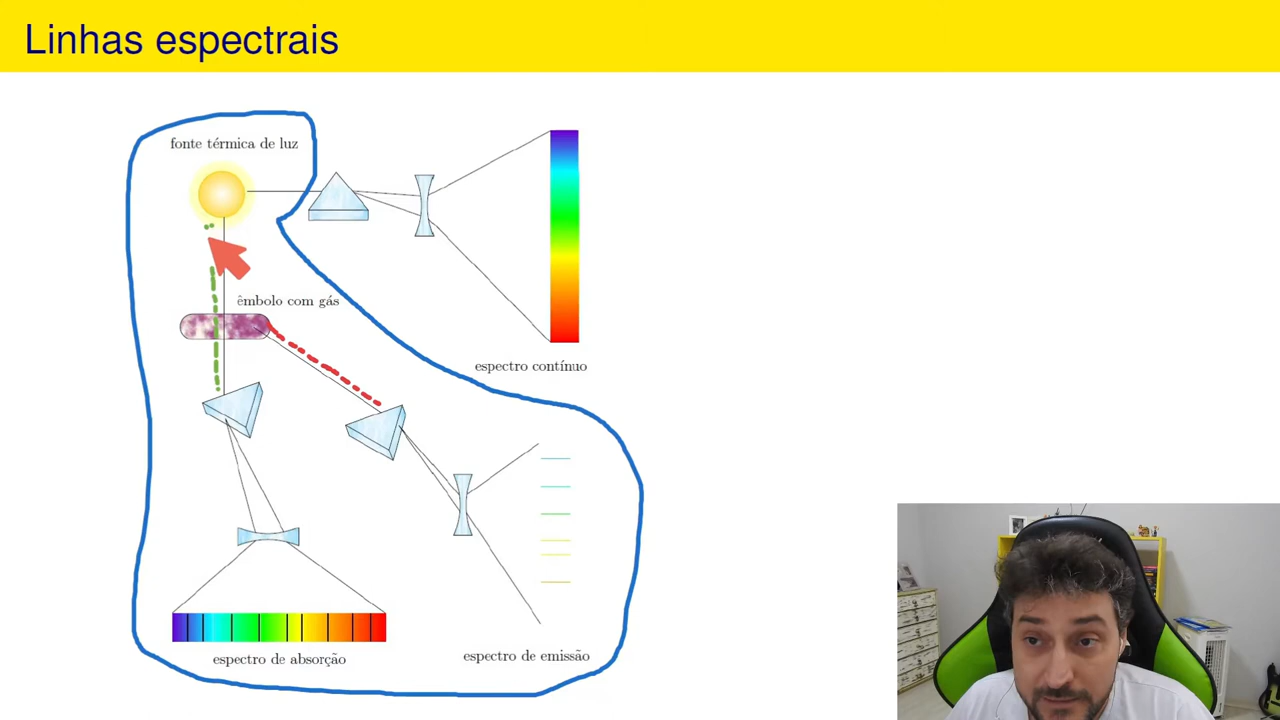 Linhas espectrais
fonte térmica de luz
êmbolo com gás
espectro contínuo
espectro de absorção
espectro de emissão